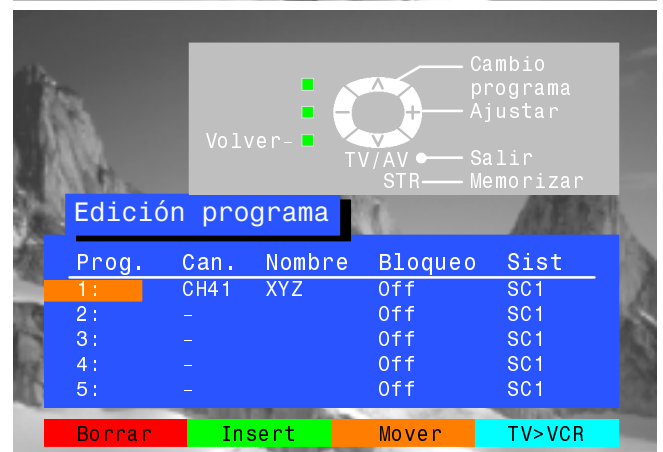 Cambio
programa
Ajustar
Volver-
TV/AV Salir
STR Memorizar
Edición programa
Prog. Can. Nombre Bloqueo Sist
1: CH41 XYZ Off SC1
2: - Off SC1
3: - Off SC1
4: - Off SC1
5: - Off SC1
Borrar Insert Mover TV>VCR